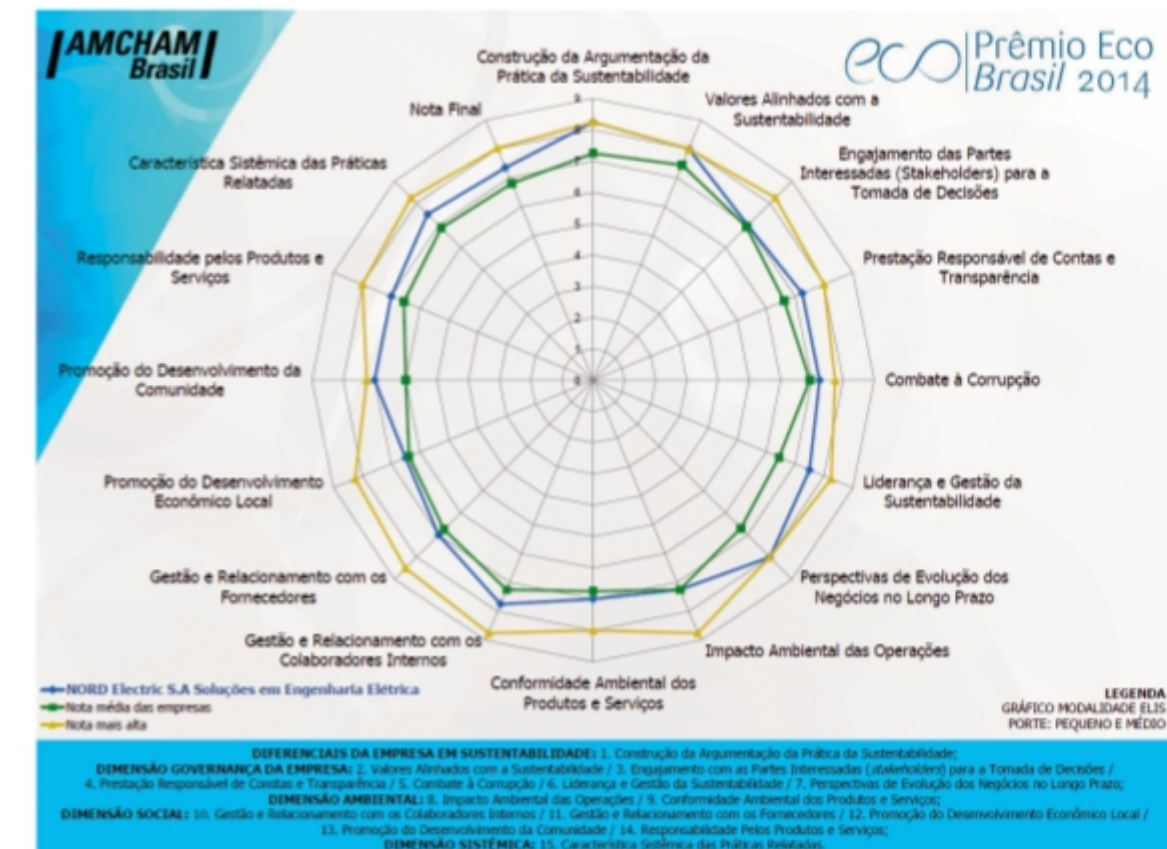 AMCHAM
Brasil
eco
Prêmio Eco
Brasil 2014
Construção da Argumentação da
Prática da Sustentabilidade
Valores Alinhados com a
Sustentabilidade
Engajamento das Partes
Interessadas (Stakeholders) para a
Tomada de Decisões
Prestação Responsável de Contas e
Transparência
Combate à Corrupção
Liderança e Gestão da
Sustentabilidade
Perspectivas de Evolução dos
Negócios no Longo Prazo
Impacto Ambiental das Operações
Conformidade Ambiental dos
Produtos e Serviços
Gestão e Relacionamento com os
Colaboradores Internos
Gestão e Relacionamento com os
Fornecedores
Promoção do Desenvolvimento
Econômico Local
Promoção do Desenvolvimento da
Comunidade
Responsabilidade pelos Produtos e
Serviços
Característica Sistêmica das Práticas
Relatadas
Nota Final
9
8
7
6
5
4
3
2
1
0
NORD Electric S.A Soluções em Engenharia Elétrica
Nota média das empresas
Nota mais alta
LEGENDA
GRÁFICO MODALIDADE ELIS
PORTE: PEQUENO E MÉDIO
DIFERENCIAIS DA EMPRESA EM SUSTENTABILIDADE: 1. Construção da Argumentação da Prática da Sustentabilidade;
DIMENSÃO GOVERNANÇA DA EMPRESA: 2. Valores Alinhados com a Sustentabilidade / 3. Engajamento com as Partes Interessadas (stakeholders) para a Tomada de Decisões /
4. Prestação Responsável de Constas e Transparência / 5. Combate à Corrupção / 6. Liderança e Gestão da Sustentabilidade / 7. Perspectivas de Evolução dos Negócios no Longo Prazo;
DIMENSÃO AMBIENTAL: 8. Impacto Ambiental das Operações / 9. Conformidade Ambiental dos Produtos e Serviços;
DIMENSÃO SOCIAL: 10. Gestão e Relacionamento com os Colaboradores Internos / 11. Gestão e Relacionamento com os Fornecedores / 12. Promoção do Desenvolvimento Econômico Local /
13. Promoção do Desenvolvimento da Comunidade / 14. Responsabilidade Pelos Produtos e Serviços;
DIMENSÃO SISTÊMICA: 15. Característica Sistêmica das Práticas Relatadas.